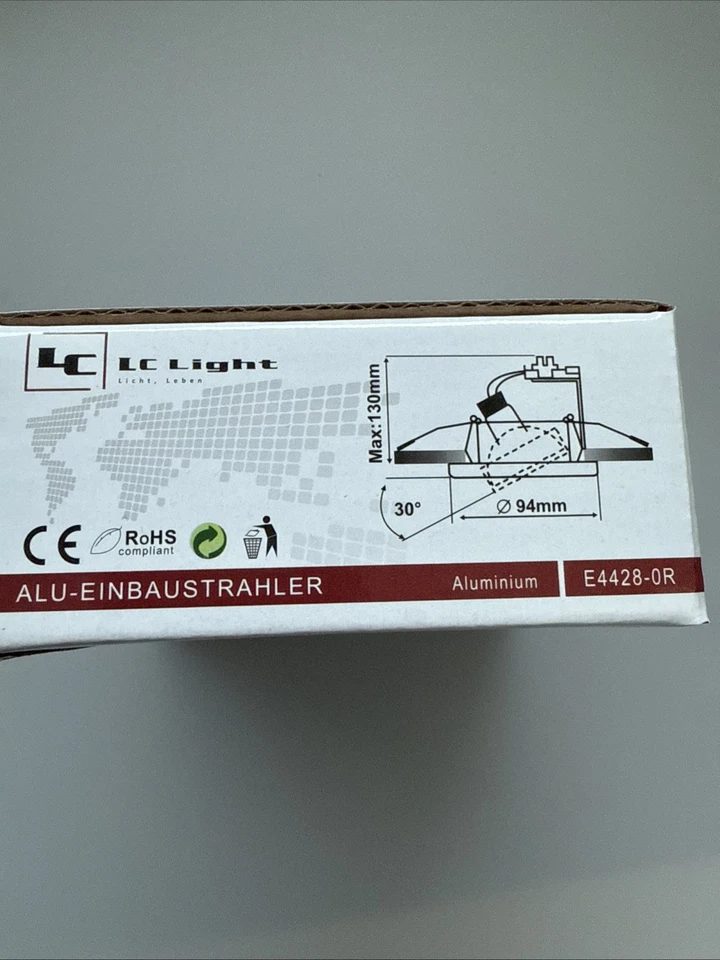 LC LC Light
Licht, Leben
Max:130mm
30°
Ø 94mm
CE RoHS
compliant
ALU-EINBAUSTRAHLER Aluminium E4428-0R